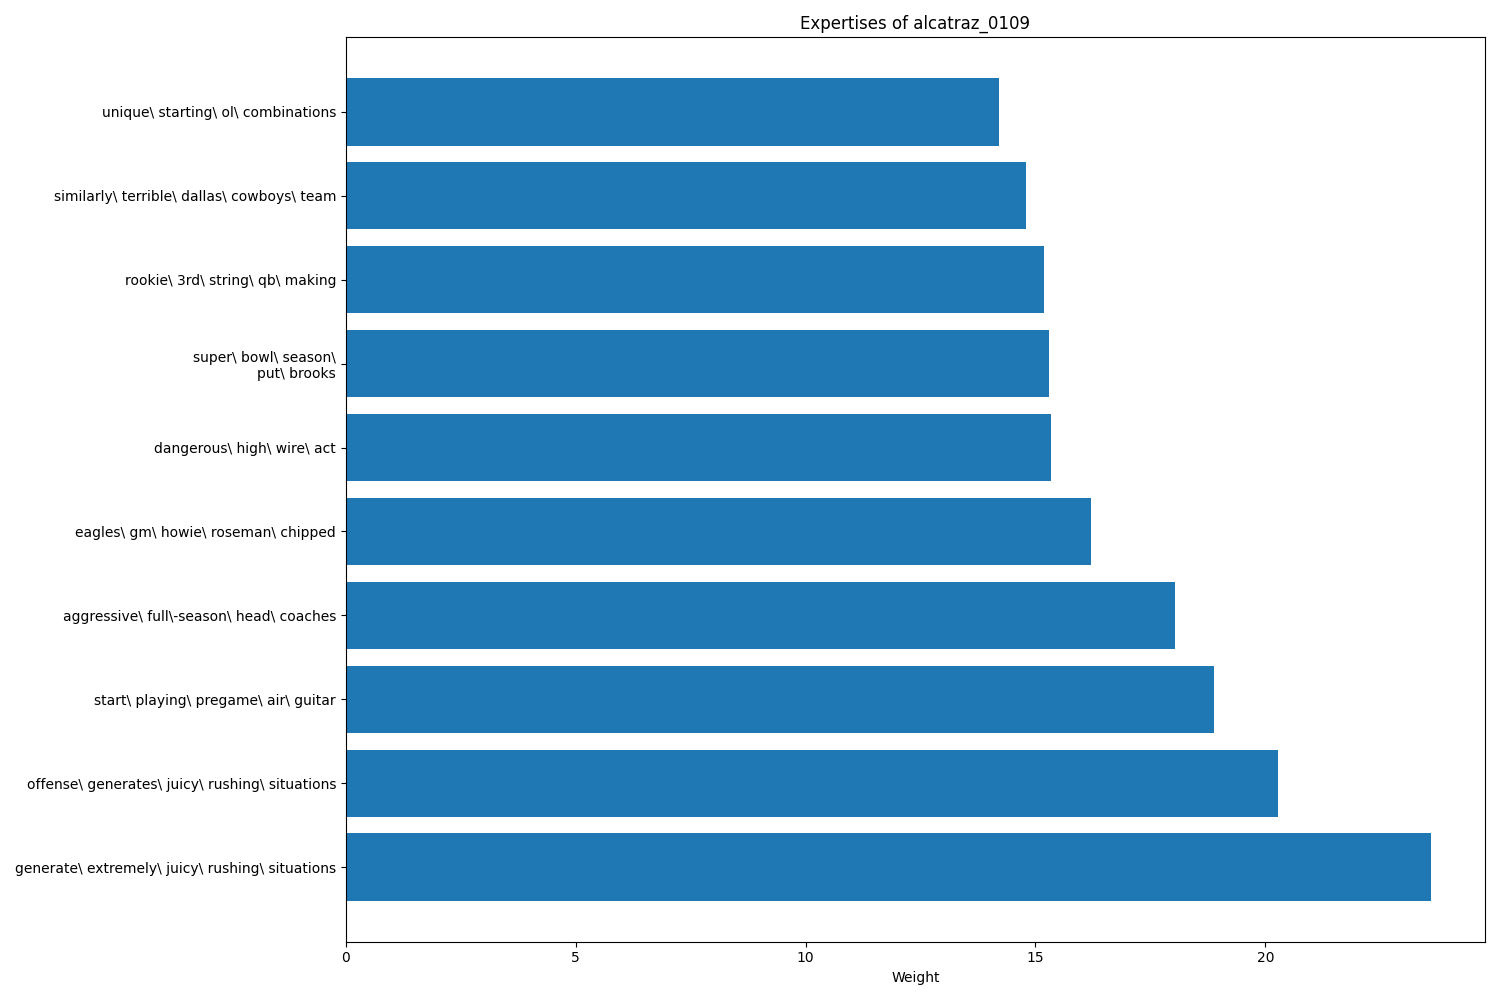 Expertises of alcatraz_0109
unique\ starting\ ol\ combinations
similarly\ terrible\ dallas\ cowboys\ team
rookie\ 3rd\ string\ qb\ making
super\ bowl\ season\
put\ brooks
dangerous\ high\ wire\ act
eagles\ gm\ howie\ roseman\ chipped
aggressive\ full\-season\ head\ coaches
start\ playing\ pregame\ air\ guitar
offense\ generates\ juicy\ rushing\ situations
generate\ extremely\ juicy\ rushing\ situations
0 5 10 15 20
Weight